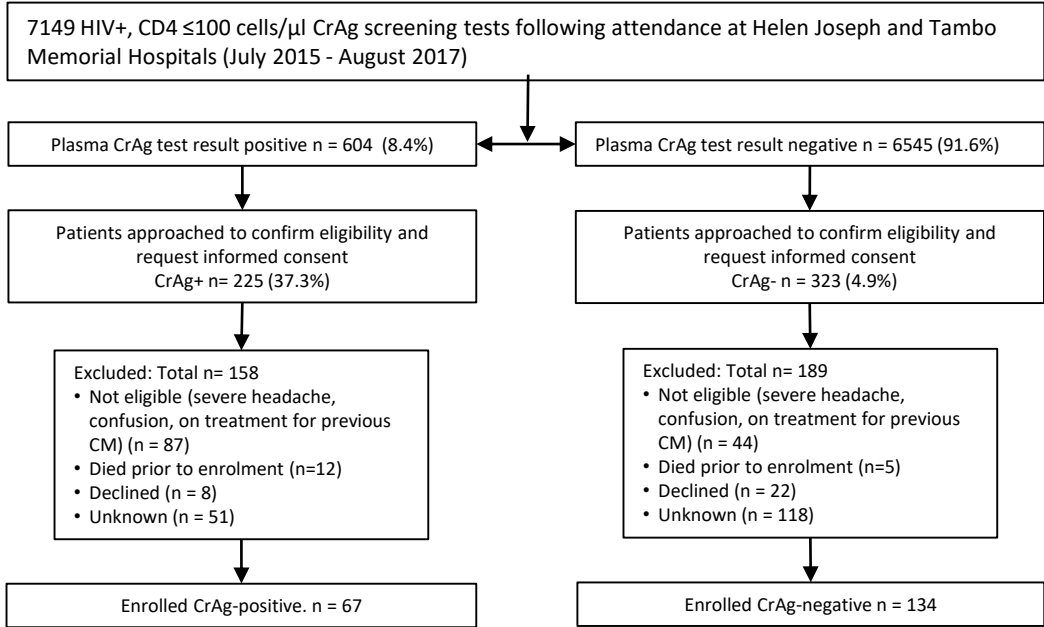 7149 HIV+, CD4 ≤100 cells/µl CrAg screening tests following attendance at Helen Joseph and Tambo
Memorial Hospitals (July 2015 - August 2017)
Plasma CrAg test result positive n = 604 (8.4%)
Plasma CrAg test result negative n = 6545 (91.6%)
Patients approached to confirm eligibility and
request informed consent
CrAg+ n= 225 (37.3%)
Patients approached to confirm eligibility and
request informed consent
CrAg- n = 323 (4.9%)
Excluded: Total n= 158
• Not eligible (severe headache,
confusion, on treatment for previous
CM) (n = 87)
• Died prior to enrolment (n=12)
• Declined (n = 8)
• Unknown (n = 51)
Excluded: Total n= 189
• Not eligible (severe headache,
confusion, on treatment for previous
CM) (n = 44)
• Died prior to enrolment (n=5)
• Declined (n = 22)
• Unknown (n = 118)
Enrolled CrAg-positive. n = 67
Enrolled CrAg-negative n = 134